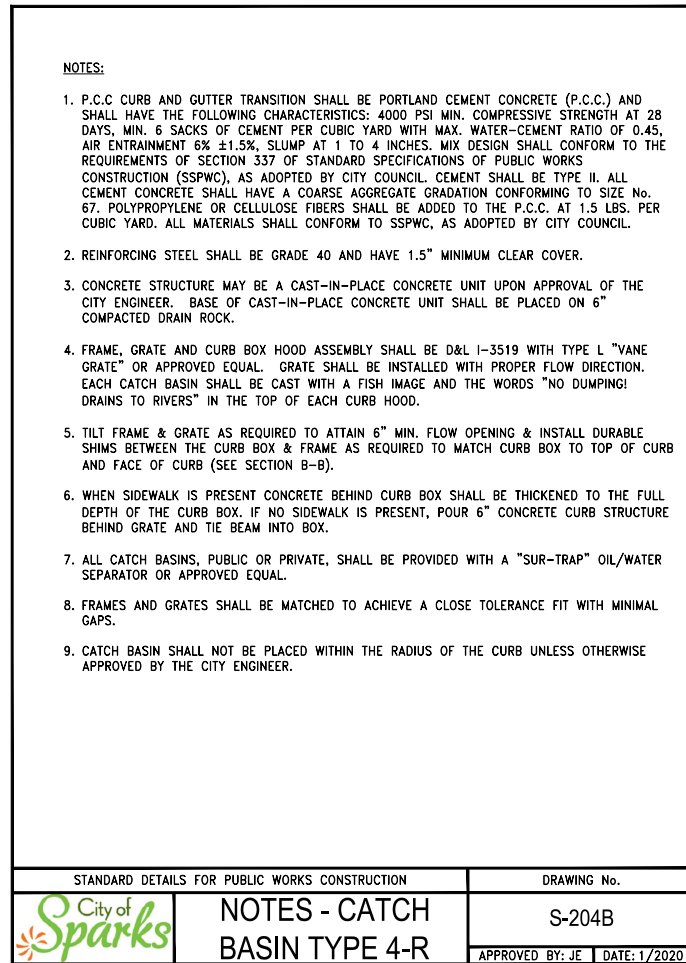 NOTES:
1. P.C.C CURB AND GUTTER TRANSITION SHALL BE PORTLAND CEMENT CONCRETE (P.C.C.) AND
SHALL HAVE THE FOLLOWING CHARACTERISTICS: 4000 PSI MIN. COMPRESSIVE STRENGTH AT 28
DAYS, MIN. 6 SACKS OF CEMENT PER CUBIC YARD WITH MAX. WATER-CEMENT RATIO OF 0.45,
AIR ENTRAINMENT 6% ±1.5%, SLUMP AT 1 TO 4 INCHES. MIX DESIGN SHALL CONFORM TO THE
REQUIREMENTS OF SECTION 337 OF STANDARD SPECIFICATIONS OF PUBLIC WORKS
CONSTRUCTION (SSPWC), AS ADOPTED BY CITY COUNCIL. CEMENT SHALL BE TYPE II. ALL
CEMENT CONCRETE SHALL HAVE A COARSE AGGREGATE GRADATION CONFORMING TO SIZE No.
67. POLYPROPYLENE OR CELLULOSE FIBERS SHALL BE ADDED TO THE P.C.C. AT 1.5 LBS. PER
CUBIC YARD. ALL MATERIALS SHALL CONFORM TO SSPWC, AS ADOPTED BY CITY COUNCIL.
2. REINFORCING STEEL SHALL BE GRADE 40 AND HAVE 1.5" MINIMUM CLEAR COVER.
3. CONCRETE STRUCTURE MAY BE A CAST-IN-PLACE CONCRETE UNIT UPON APPROVAL OF THE
CITY ENGINEER. BASE OF CAST-IN-PLACE CONCRETE UNIT SHALL BE PLACED ON 6"
COMPACTED DRAIN ROCK.
4. FRAME, GRATE AND CURB BOX HOOD ASSEMBLY SHALL BE D&L I-3519 WITH TYPE L "VANE
GRATE" OR APPROVED EQUAL. GRATE SHALL BE INSTALLED WITH PROPER FLOW DIRECTION.
EACH CATCH BASIN SHALL BE CAST WITH A FISH IMAGE AND THE WORDS "NO DUMPING!
DRAINS TO RIVERS" IN THE TOP OF EACH CURB HOOD.
5. TILT FRAME & GRATE AS REQUIRED TO ATTAIN 6" MIN. FLOW OPENING & INSTALL DURABLE
SHIMS BETWEEN THE CURB BOX & FRAME AS REQUIRED TO MATCH CURB BOX TO TOP OF CURB
AND FACE OF CURB (SEE SECTION B-B).
6. WHEN SIDEWALK IS PRESENT CONCRETE BEHIND CURB BOX SHALL BE THICKENED TO THE FULL
DEPTH OF THE CURB BOX. IF NO SIDEWALK IS PRESENT, POUR 6" CONCRETE CURB STRUCTURE
BEHIND GRATE AND TIE BEAM INTO BOX.
7. ALL CATCH BASINS, PUBLIC OR PRIVATE, SHALL BE PROVIDED WITH A "SUR-TRAP" OIL/WATER
SEPARATOR OR APPROVED EQUAL.
8. FRAMES AND GRATES SHALL BE MATCHED TO ACHIEVE A CLOSE TOLERANCE FIT WITH MINIMAL
GAPS.
9. CATCH BASIN SHALL NOT BE PLACED WITHIN THE RADIUS OF THE CURB UNLESS OTHERWISE
APPROVED BY THE CITY ENGINEER.
STANDARD DETAILS FOR PUBLIC WORKS CONSTRUCTION
DRAWING No.
City of
Sparks
NOTES - CATCH
BASIN TYPE 4-R
S-204B
APPROVED BY: JE DATE: 1/2020